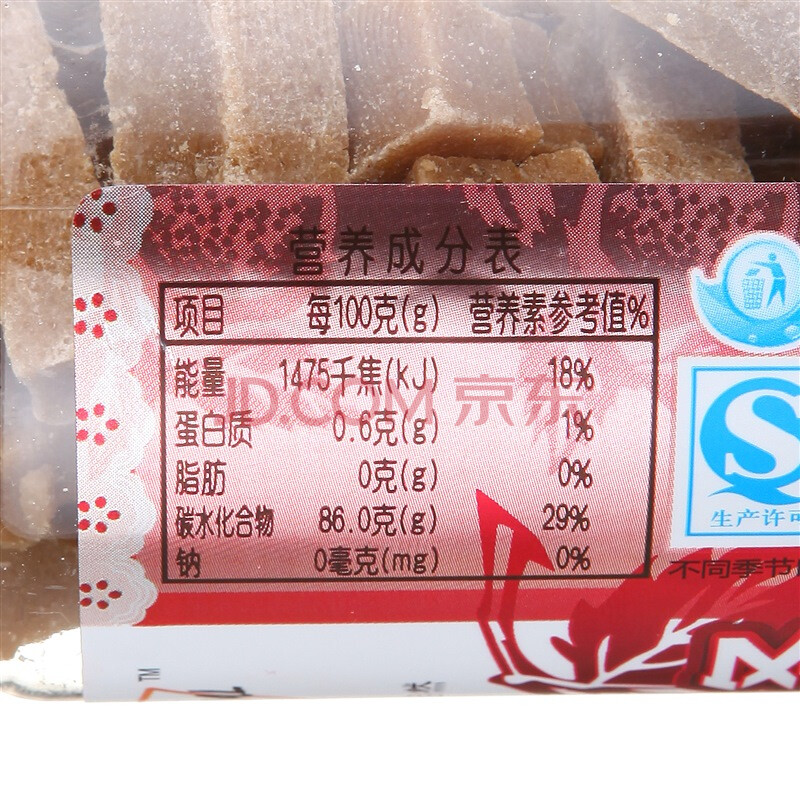 营养成分表
项目 每100克(g) 营养素参考值%
能量 1475千焦(kJ) 18%
JD.COM 京东
蛋白质 0.6克(g) 1%
脂肪 0克(g) 0%
碳水化合物 86.0克(g) 29%
钠 0毫克(mg) 0%
生产许可
不同季节
TM